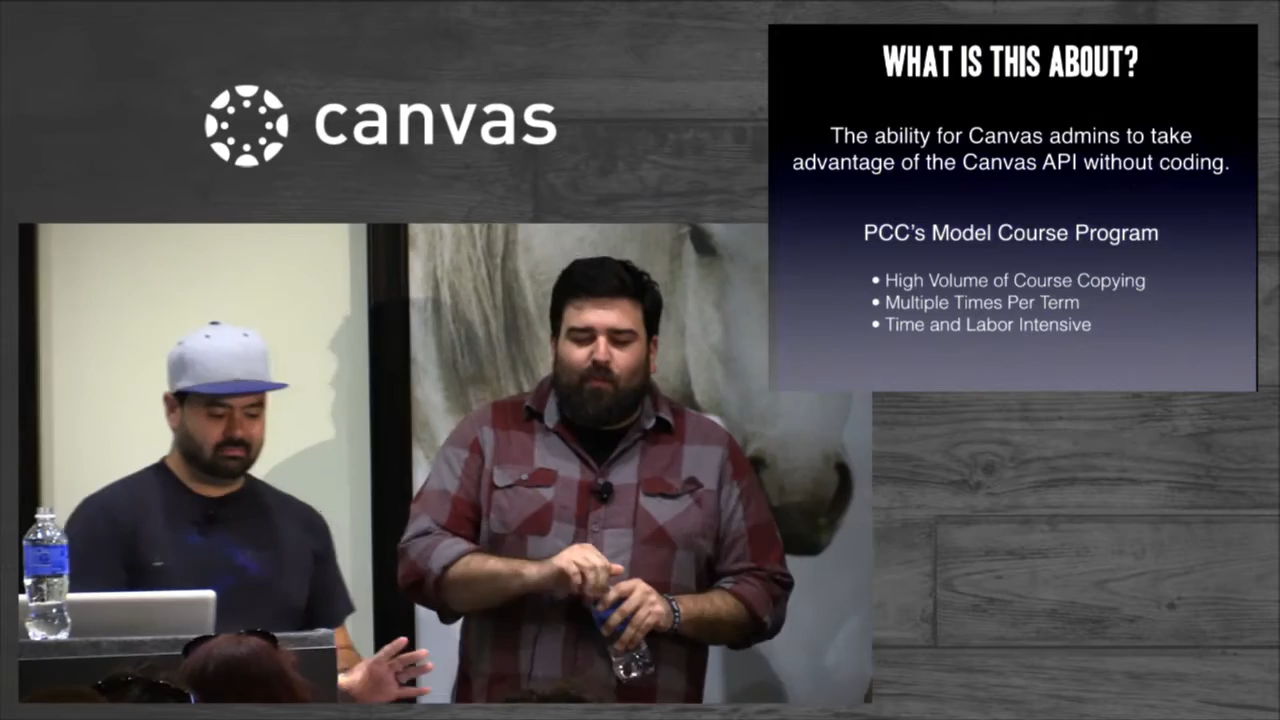 canvas
WHAT IS THIS ABOUT?
The ability for Canvas admins to take
advantage of the Canvas API without coding.
PCC's Model Course Program
• High Volume of Course Copying
• Multiple Times Per Term
• Time and Labor Intensive